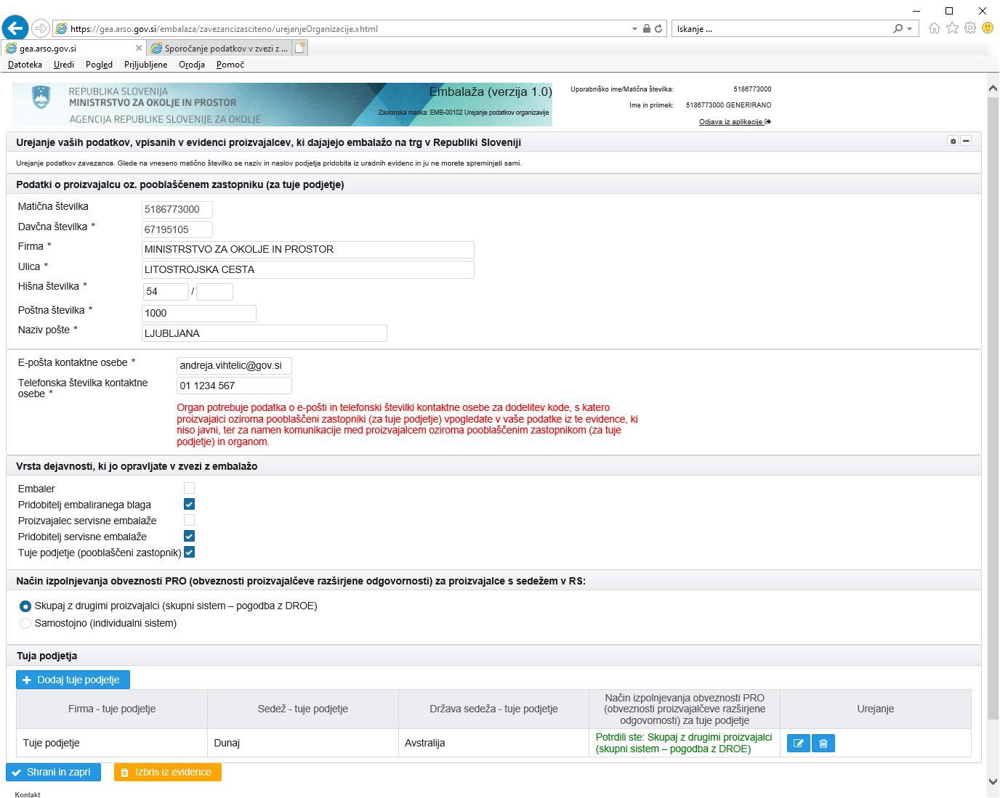 https://gea.arso.gov.si/embalaza/zavezancizasciteno/urejanjeOrganizacije.xhtml
Iskanje ...
gea.arso.gov.si
Sporočanje podatkov v zvezi z ...
Datoteka Uredi Pogled Priljubljene Orodja Pomoč
REPUBLIKA SLOVENIJA
MINISTRSTVO ZA OKOLJE IN PROSTOR
AGENCIJA REPUBLIKE SLOVENIJE ZA OKOLJE
Embalaža (verzija 1.0)
Zaslonska maska: EMB-00102 Urejanje podatkov organizavije
Uporabniško ime/Matična številka: 5186773000
Ime in priimek: 5186773000 GENERIRANO
Odjava iz aplikacije
Urejanje vaših podatkov, vpisanih v evidenci proizvajalcev, ki dajajejo embalažo na trg v Republiki Sloveniji
Urejanje podatkov zavezanca. Glede na vneseno matično številko se naziv in naslov podjetja pridobita iz uradnih evidenc in ju ne morete spreminjati sami.
Podatki o proizvajalcu oz. pooblaščenem zastopniku (za tuje podjetje)
Matična številka 5186773000
Davčna številka * 67195105
Firma * MINISTRSTVO ZA OKOLJE IN PROSTOR
Ulica * LITOSTROJSKA CESTA
Hišna številka * 54 /
Poštna številka * 1000
Naziv pošte * LJUBLJANA
E-pošta kontaktne osebe * andreja.vihtelic@gov.si
Telefonska številka kontaktne osebe * 01 1234 567
Organ potrebuje podatka o e-pošti in telefonski številki kontaktne osebe za dodelitev kode, s katero
proizvajalci oziroma pooblaščeni zastopniki (za tuje podjetje) vpogledate v vaše podatke iz te evidence, ki
niso javni, ter za namen komunikacije med proizvajalcem oziroma pooblaščenim zastopnikom (za tuje
podjetje) in organom.
Vrsta dejavnosti, ki jo opravljate v zvezi z embalažo
Embaler
Pridobitelj embaliranega blaga
Proizvajalec servisne embalaže
Pridobitelj servisne embalaže
Tuje podjetje (pooblaščeni zastopnik)
Način izpolnjevanja obveznosti PRO (obveznosti proizvajalčeve razširjene odgovornosti) za proizvajalce s sedežem v RS:
Skupaj z drugimi proizvajalci (skupni sistem – pogodba z DROE)
Samostojno (individualni sistem)
Tuja podjetja
Dodaj tuje podjetje
Firma - tuje podjetje
Sedež - tuje podjetje
Država sedeža - tuje podjetje
Način izpolnjevanja obveznosti PRO
(obveznosti proizvajalčeve razširjene
odgovornosti) za tuje podjetje
Urejanje
Tuje podjetje
Dunaj
Avstralija
Potrdili ste: Skupaj z drugimi proizvajalci
(skupni sistem – pogodba z DROE)
Shrani in zapri
Izbris iz evidence
Kontakt